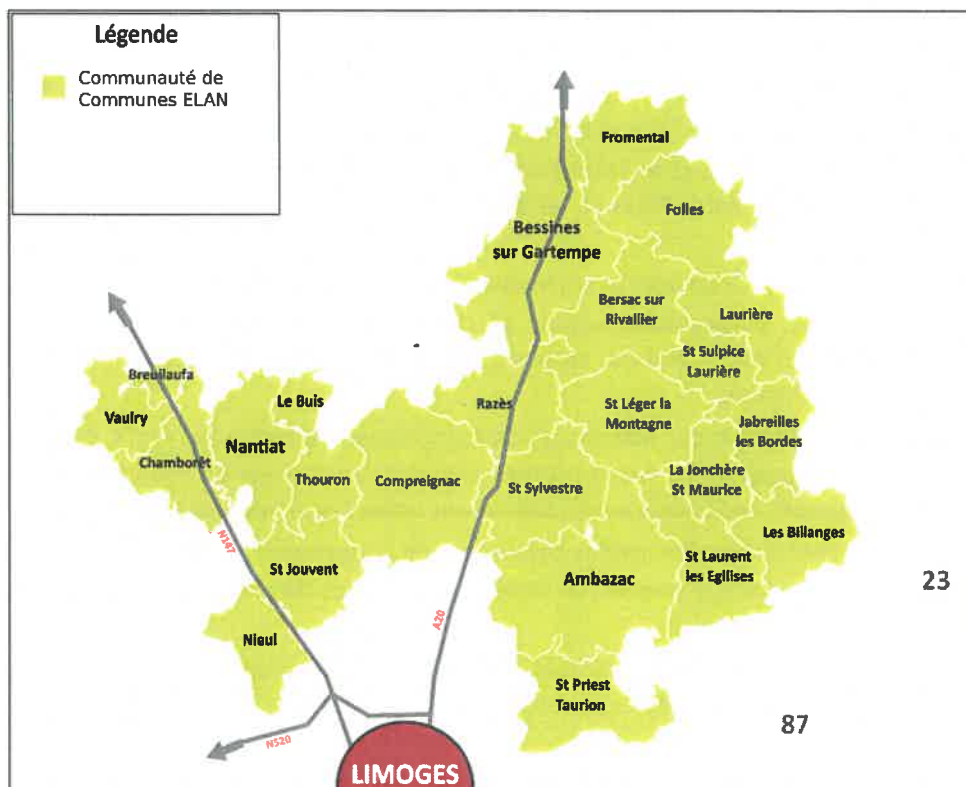 Légende
Communauté de
Communes ELAN
Fromental
Folles
Bessines
sur Gartempe
Bersac sur
Rivallier
Laurière
St Sulpice
Laurière
Breuilaufa
Le Buis
Razès
St Léger la
Montagne
Jabreilles
les Bordes
Vaulry
Nantiat
Chamborêt
Thouron
Compreignac
St Sylvestre
La Jonchère
St Maurice
Les Billanges
N147
St Jouvent
Ambazac
St Laurent
les Eglises
23
A20
Nieul
St Priest
Taurion
87
N520
LIMOGES